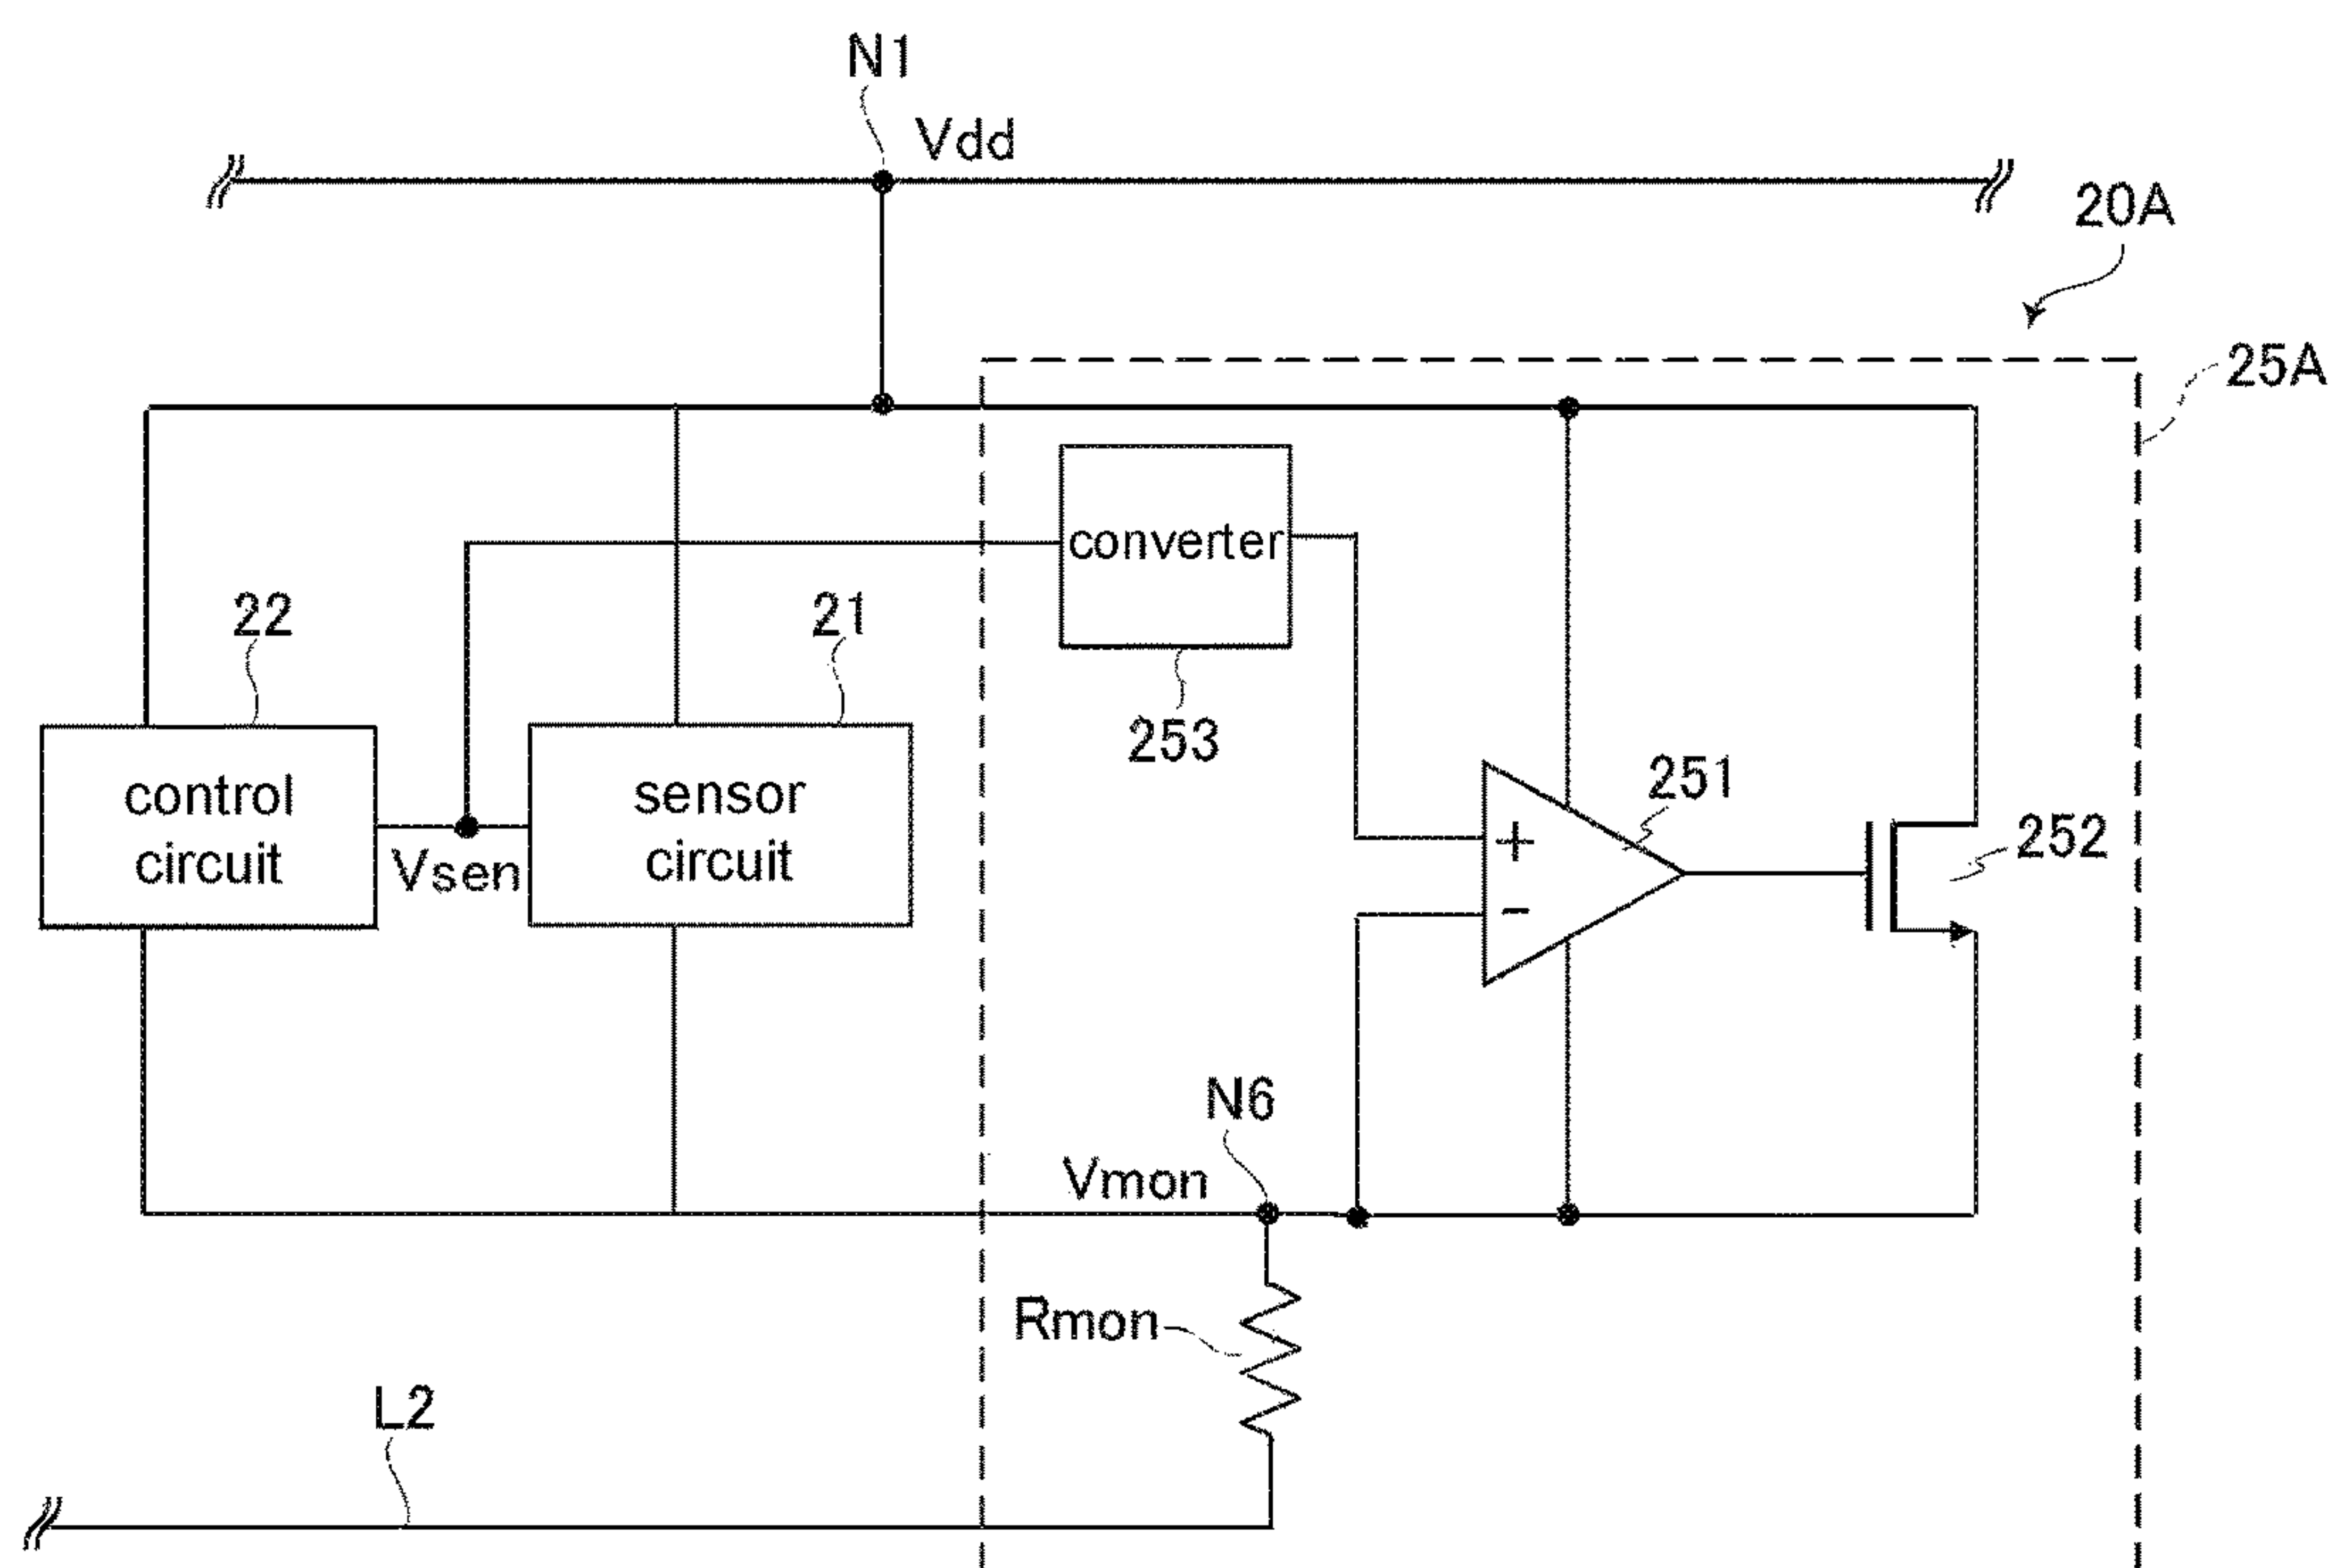 N1
Vdd
20A
25A
converter
22
21
253
control
circuit
Vsen
sensor
circuit
+
-
251
252
N6
Vmon
Rmon
L2